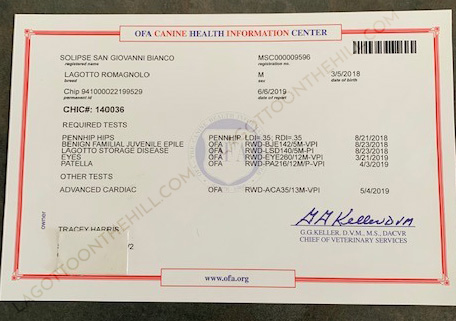 OFA CANINE HEALTH INFORMATION CENTER
SOLIPSE SAN GIOVANNI BIANCO MSC000009596
registered name registration no.
LAGOTTO ROMAGNOLO M 3/5/2018
breed sex date of birth
Chip 941000022199529 6/6/2019
permanent id
CHIC#: 140036
REQUIRED TESTS
PENNHIP HIPS PENNHIP LDI=.35; RDI=.35 8/21/2018
BENIGN FAMILIAL JUVENILE EPILE OFA RWD-BJE142/5M-VPI 8/23/2018
LAGOTTO STORAGE DISEASE OFA RWD-LSD140/5M-PI 8/23/2018
EYES OFA RWD-EYE260/12M-VPI 3/21/2019
PATELLA OFA RWD-PA216/12M/P-VPI 4/3/2019
OTHER TESTS
ADVANCED CARDIAC OFA RWD-ACA35/13M-VPI 5/4/2019
TRACEY HARRIS
GG Keller DVM
G.G. KELLER, D.V.M., M.S., DACVR
CHIEF OF VETERINARY SERVICES
www.ofa.org
LAGOTTOONTHEHILL.COM